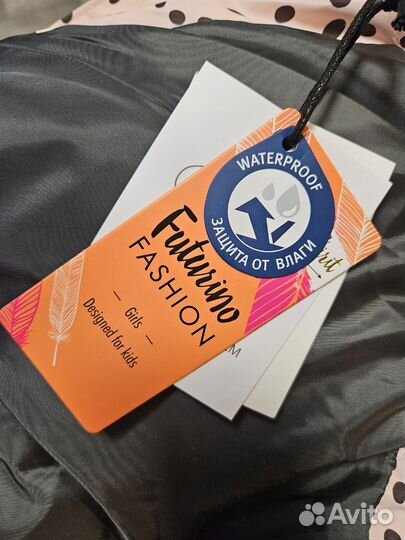 WATERPROOF
ЗАЩИТА ОТ ВЛАГИ
Futurino
FASHION
Girls
Designed for kids
Avito